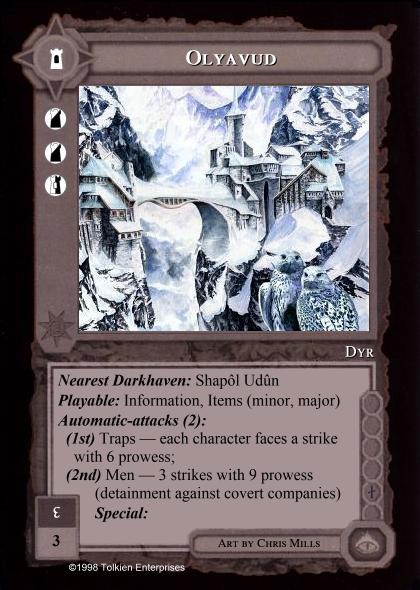 Olyavud
Dyr
Nearest Darkhaven: Shapôl Udûn
Playable: Information, Items (minor, major)
Automatic-attacks (2):
(1st) Traps — each character faces a strike
with 6 prowess;
(2nd) Men — 3 strikes with 9 prowess
(detainment against covert companies)
Special:
ε
3
Art by Chris Mills
©1998 Tolkien Enterprises